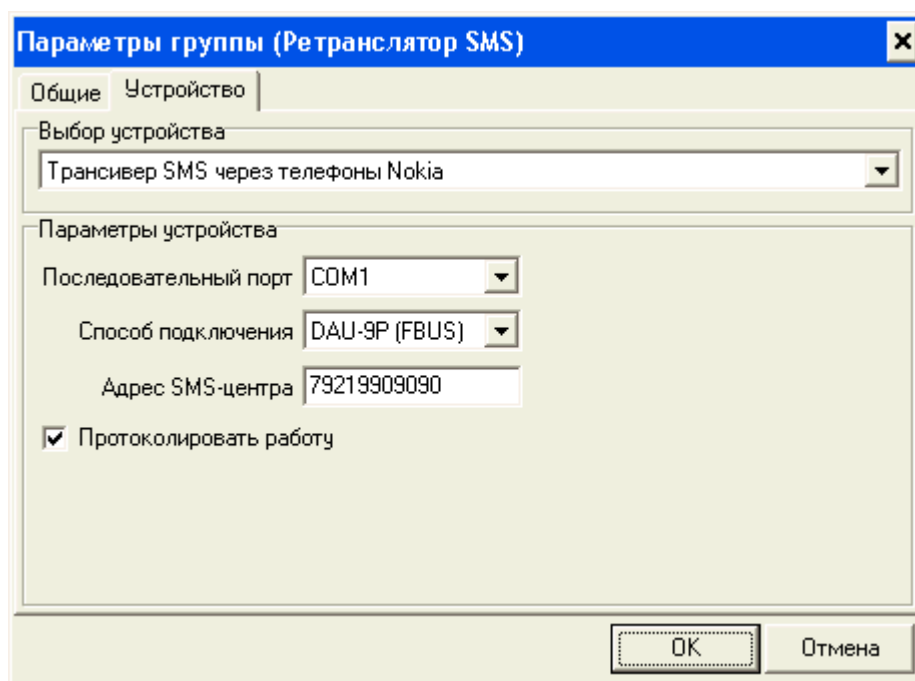 Параметры группы (Ретранслятор SMS)
Общие Устройство
Выбор устройства
Трансивер SMS через телефоны Nokia
Параметры устройства
Последовательный порт COM1
Способ подключения DAU-9P (FBUS)
Адрес SMS-центра 79219909090
Протоколировать работу
OK Отмена